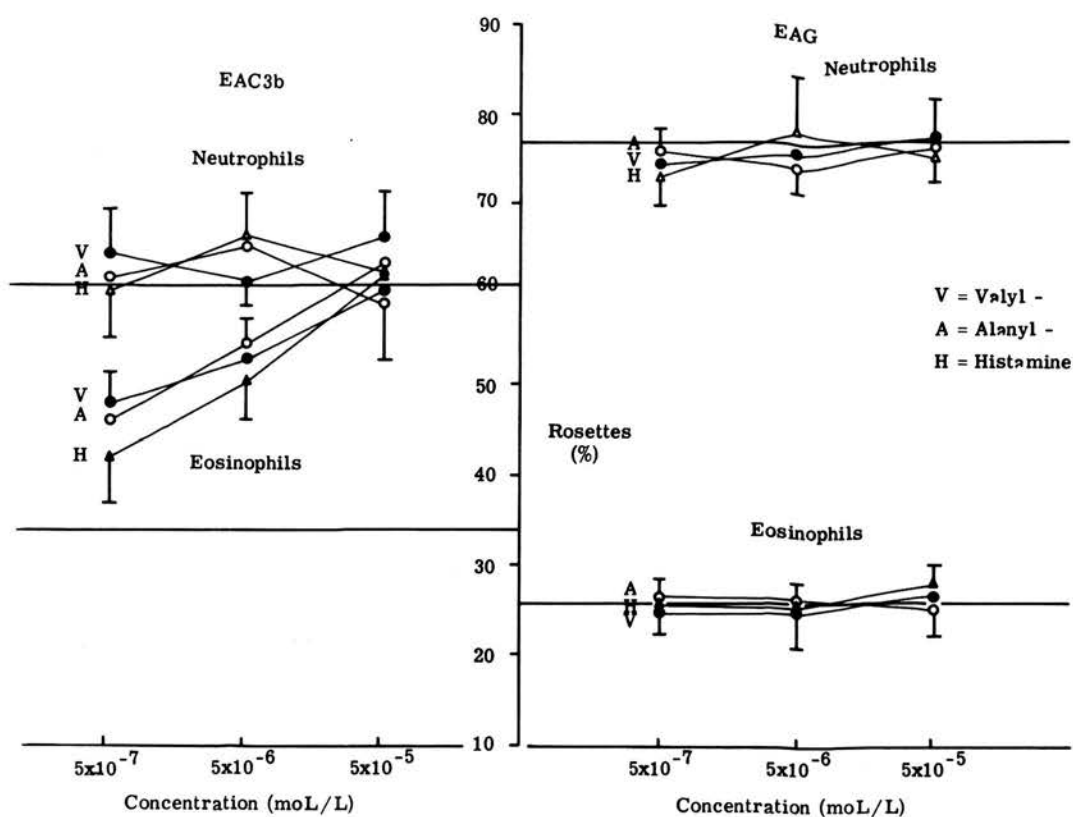 EAC3b
Neutrophils
V
A
H
V
A
H
Eosinophils
5x10⁻⁷
5x10⁻⁶
5x10⁻⁵
Concentration (moL/L)
90
80
70
60
50
40
30
20
10
Rosettes
(%)
EAG
Neutrophils
A
V
H
V = Valyl -
A = Alanyl -
H = Histamine
Eosinophils
A
H
V
5x10⁻⁷
5x10⁻⁶
5x10⁻⁵
Concentration (moL/L)